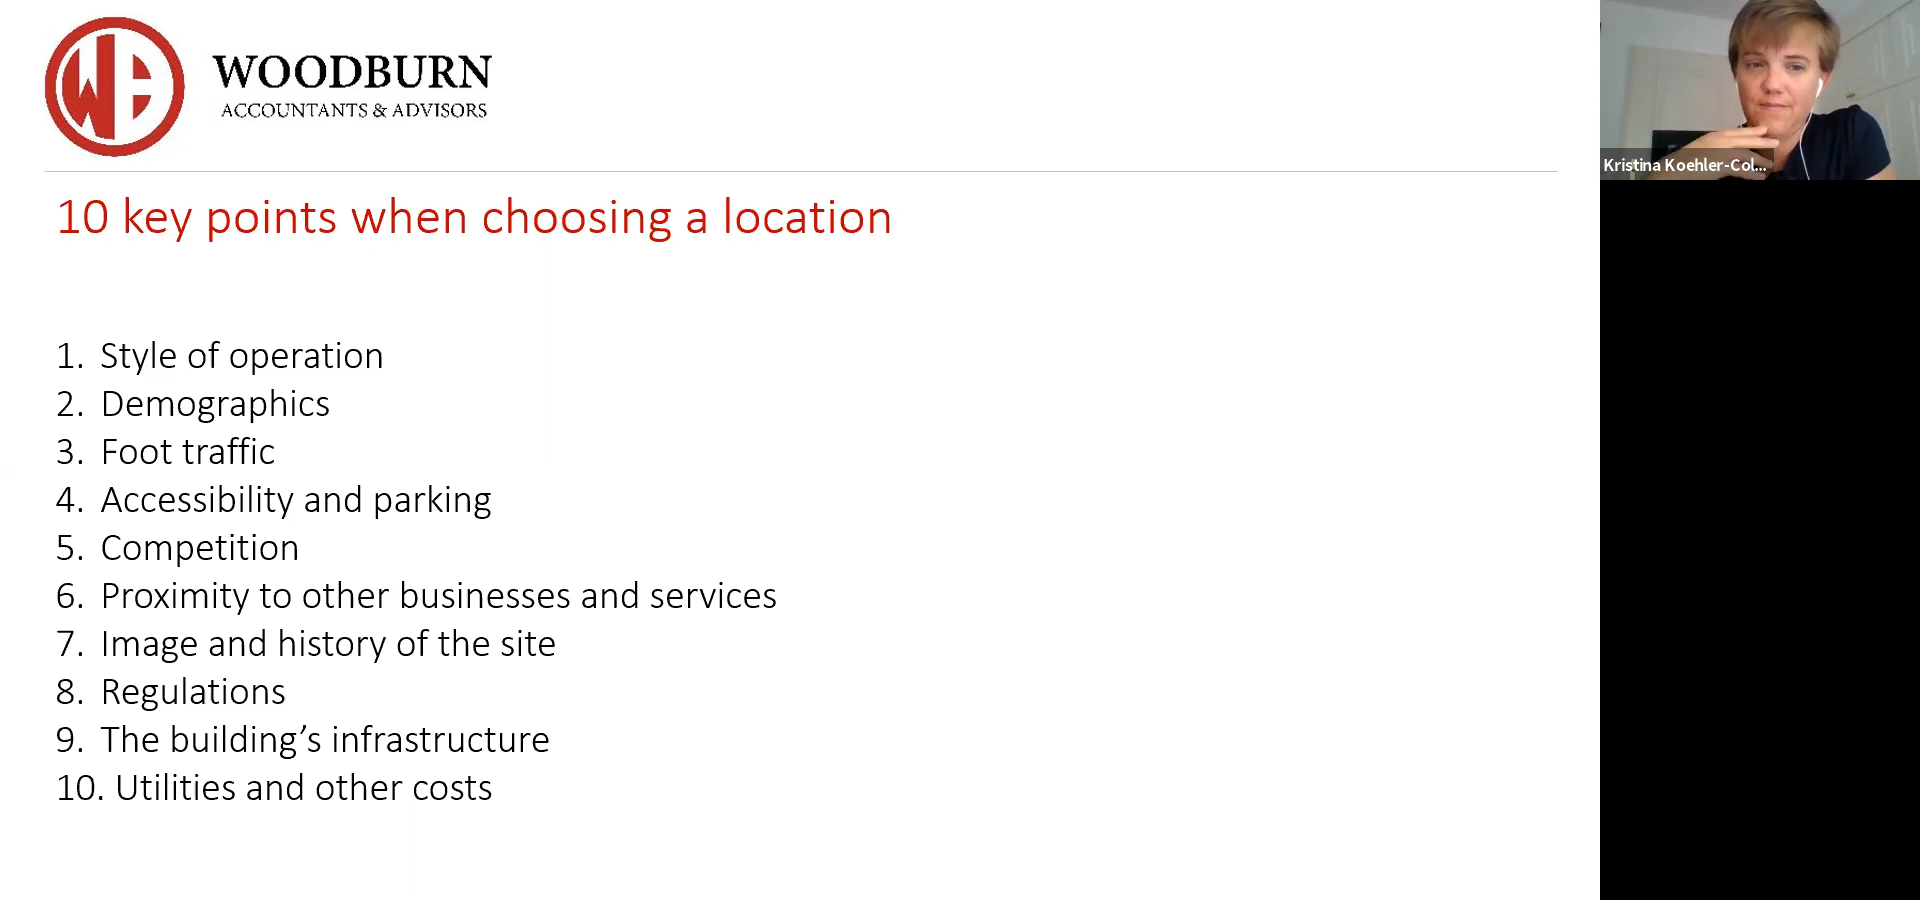 WOODBURN
ACCOUNTANTS & ADVISORS
Kristina Koehler-Col...
10 key points when choosing a location
1. Style of operation
2. Demographics
3. Foot traffic
4. Accessibility and parking
5. Competition
6. Proximity to other businesses and services
7. Image and history of the site
8. Regulations
9. The building’s infrastructure
10. Utilities and other costs